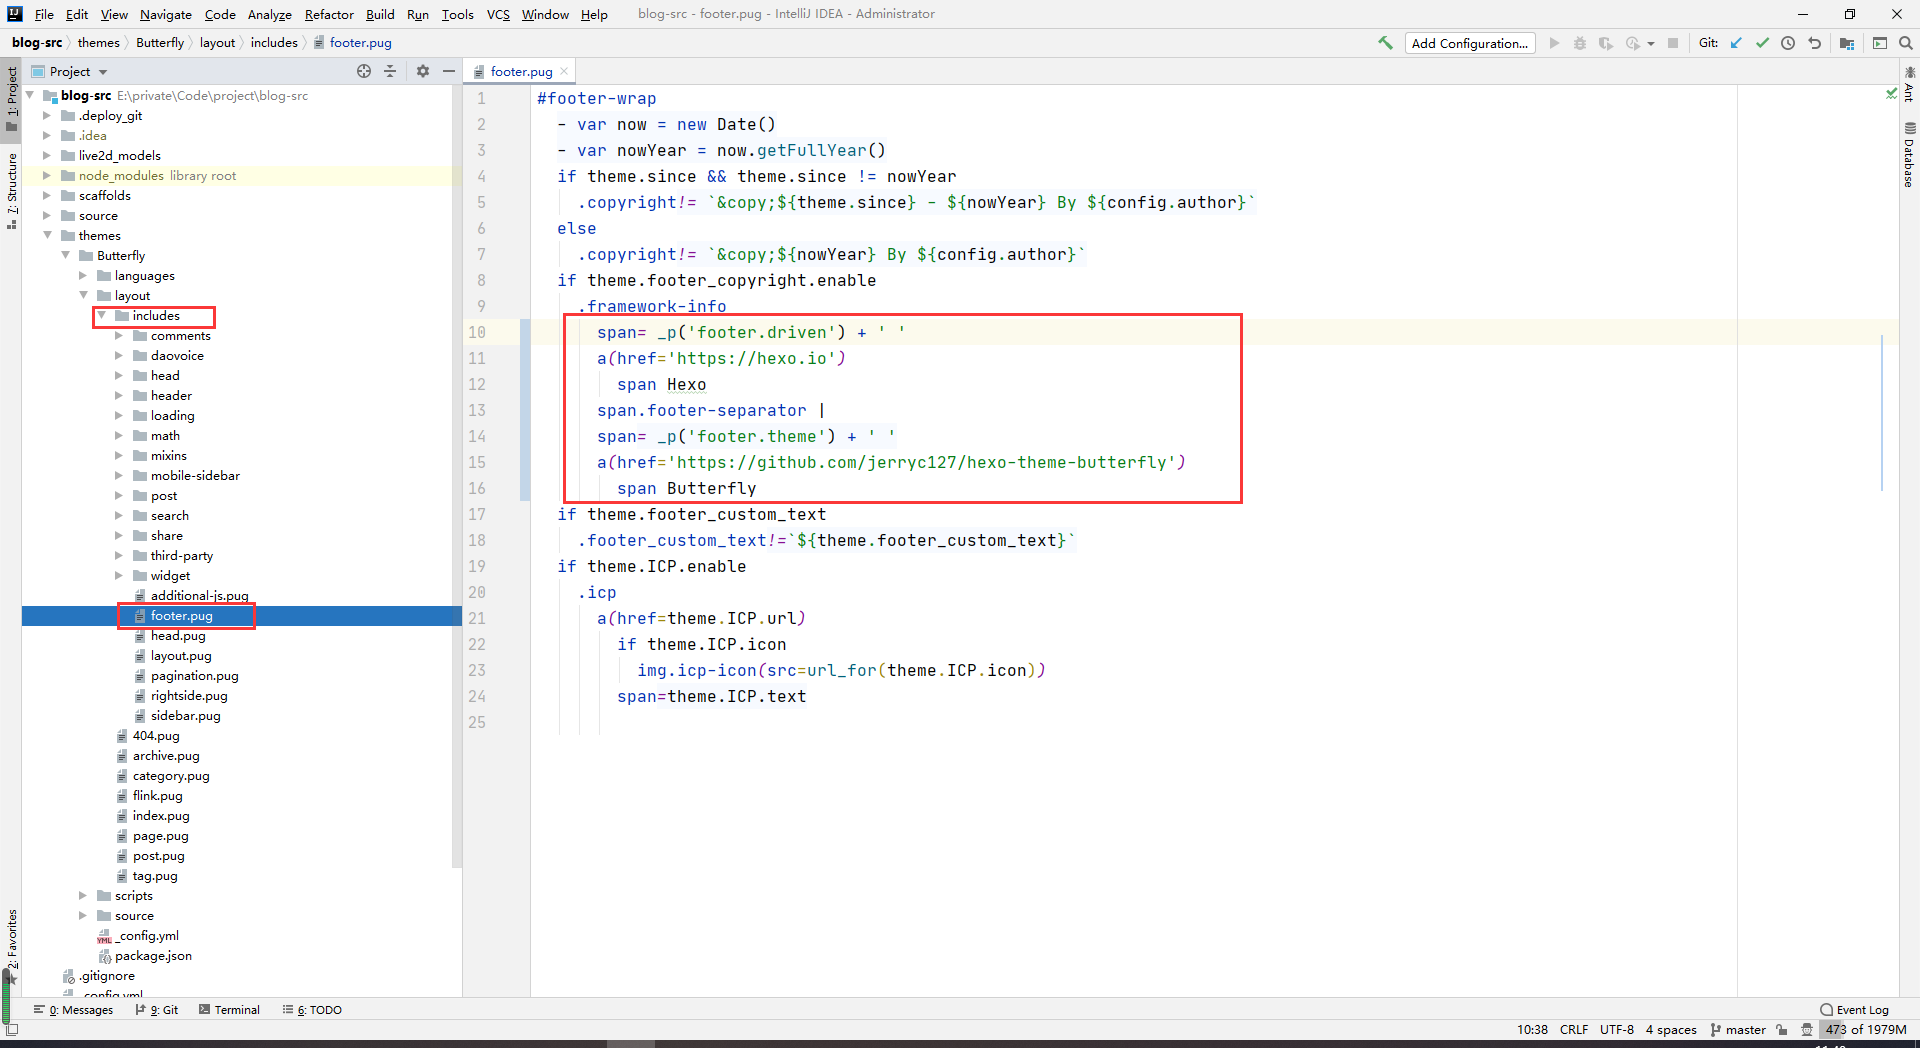 File Edit View Navigate Code Analyze Refactor Build Run Tools VCS Window Help blog-src - footer.pug - IntelliJ IDEA - Administrator
blog-src themes Butterfly layout includes footer.pug Add Configuration... Git:
Project footer.pug
1: Project
7: Structure
2: Favorites
Ant
Database
blog-src E:\private\Code\project\blog-src
.deploy_git
.idea
live2d_models
node_modules library root
scaffolds
source
themes
Butterfly
languages
layout
includes
comments
daovoice
head
header
loading
math
mixins
mobile-sidebar
post
search
share
third-party
widget
additional-js.pug
footer.pug
head.pug
layout.pug
pagination.pug
rightside.pug
sidebar.pug
404.pug
archive.pug
category.pug
flink.pug
index.pug
page.pug
post.pug
tag.pug
scripts
source
_config.yml
package.json
.gitignore
_config.yml
1 #footer-wrap
2 - var now = new Date()
3 - var nowYear = now.getFullYear()
4 if theme.since && theme.since != nowYear
5 .copyright!= `&copy;${theme.since} - ${nowYear} By ${config.author}`
6 else
7 .copyright!= `&copy;${nowYear} By ${config.author}`
8 if theme.footer_copyright.enable
9 .framework-info
10 span= _p('footer.driven') + ' '
11 a(href='https://hexo.io')
12 span Hexo
13 span.footer-separator |
14 span= _p('footer.theme') + ' '
15 a(href='https://github.com/jerryc127/hexo-theme-butterfly')
16 span Butterfly
17 if theme.footer_custom_text
18 .footer_custom_text!=`${theme.footer_custom_text}`
19 if theme.ICP.enable
20 .icp
21 a(href=theme.ICP.url)
22 if theme.ICP.icon
23 img.icp-icon(src=url_for(theme.ICP.icon))
24 span=theme.ICP.text
25
0: Messages 9: Git Terminal 6: TODO Event Log
10:38 CRLF UTF-8 4 spaces master 473 of 1979M